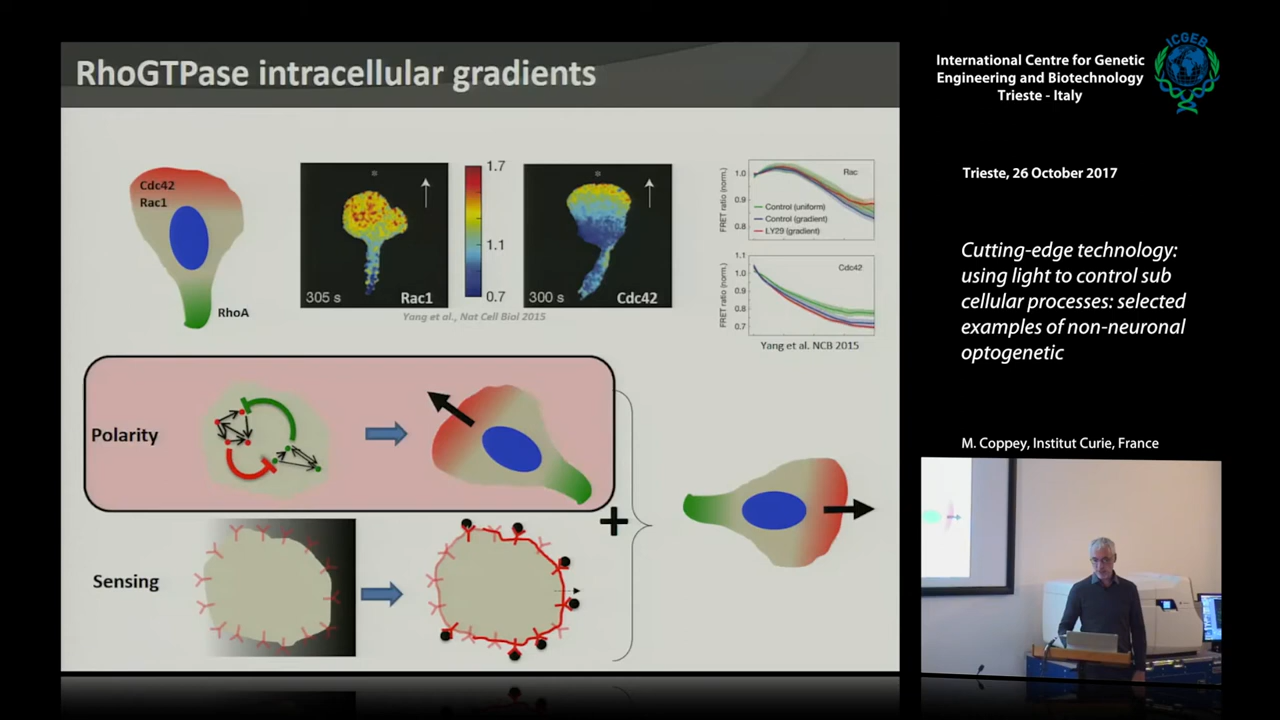 RhoGTPase intracellular gradients
Cdc42
Rac1
RhoA
305 s
Rac1
1.7
1.1
0.7
300 s
Cdc42
Yang et al., Nat Cell Biol 2015
FRET ratio (norm.)
1.0
0.9
0.8
Rac
Control (uniform)
Control (gradient)
LY29 (gradient)
FRET ratio (norm.)
1.1
1.0
0.9
0.8
0.7
Cdc42
Yang et al. NCB 2015
Polarity
Sensing
International Centre for Genetic
Engineering and Biotechnology
Trieste - Italy
ICGEB
Trieste, 26 October 2017
Cutting-edge technology:
using light to control sub
cellular processes: selected
examples of non-neuronal
optogenetic
M. Coppey, Institut Curie, France